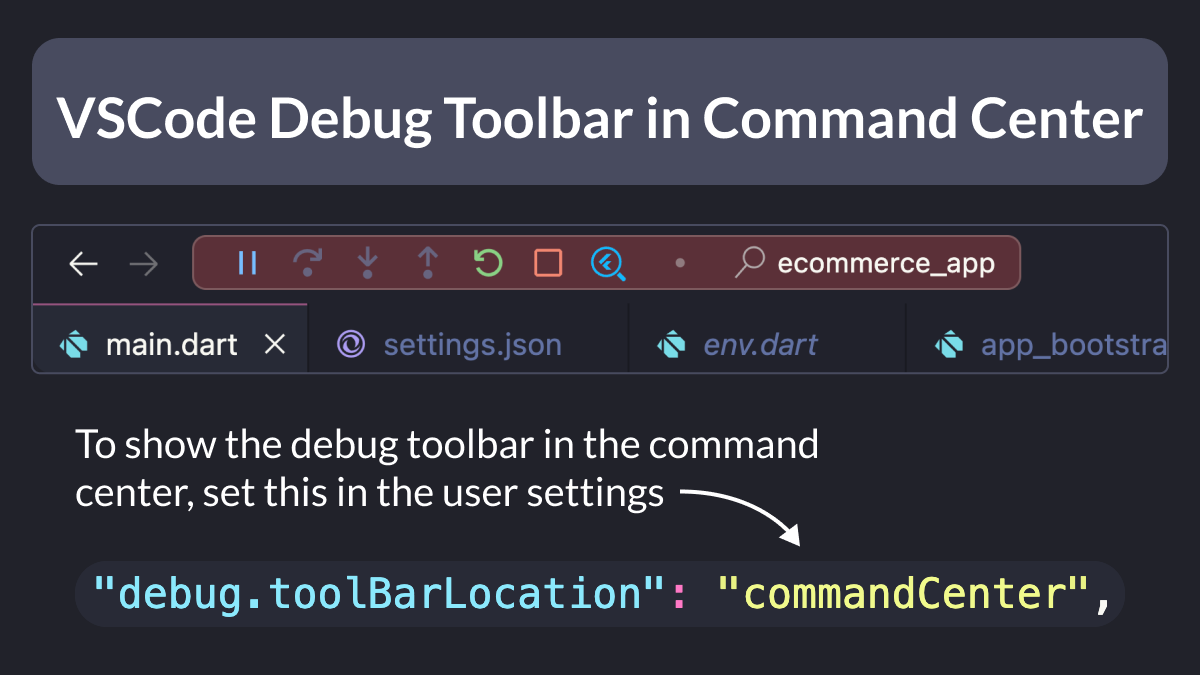 VSCode Debug Toolbar in Command Center
ecommerce_app
main.dart settings.json env.dart app_bootstra
To show the debug toolbar in the command
center, set this in the user settings
"debug.toolBarLocation": "commandCenter",